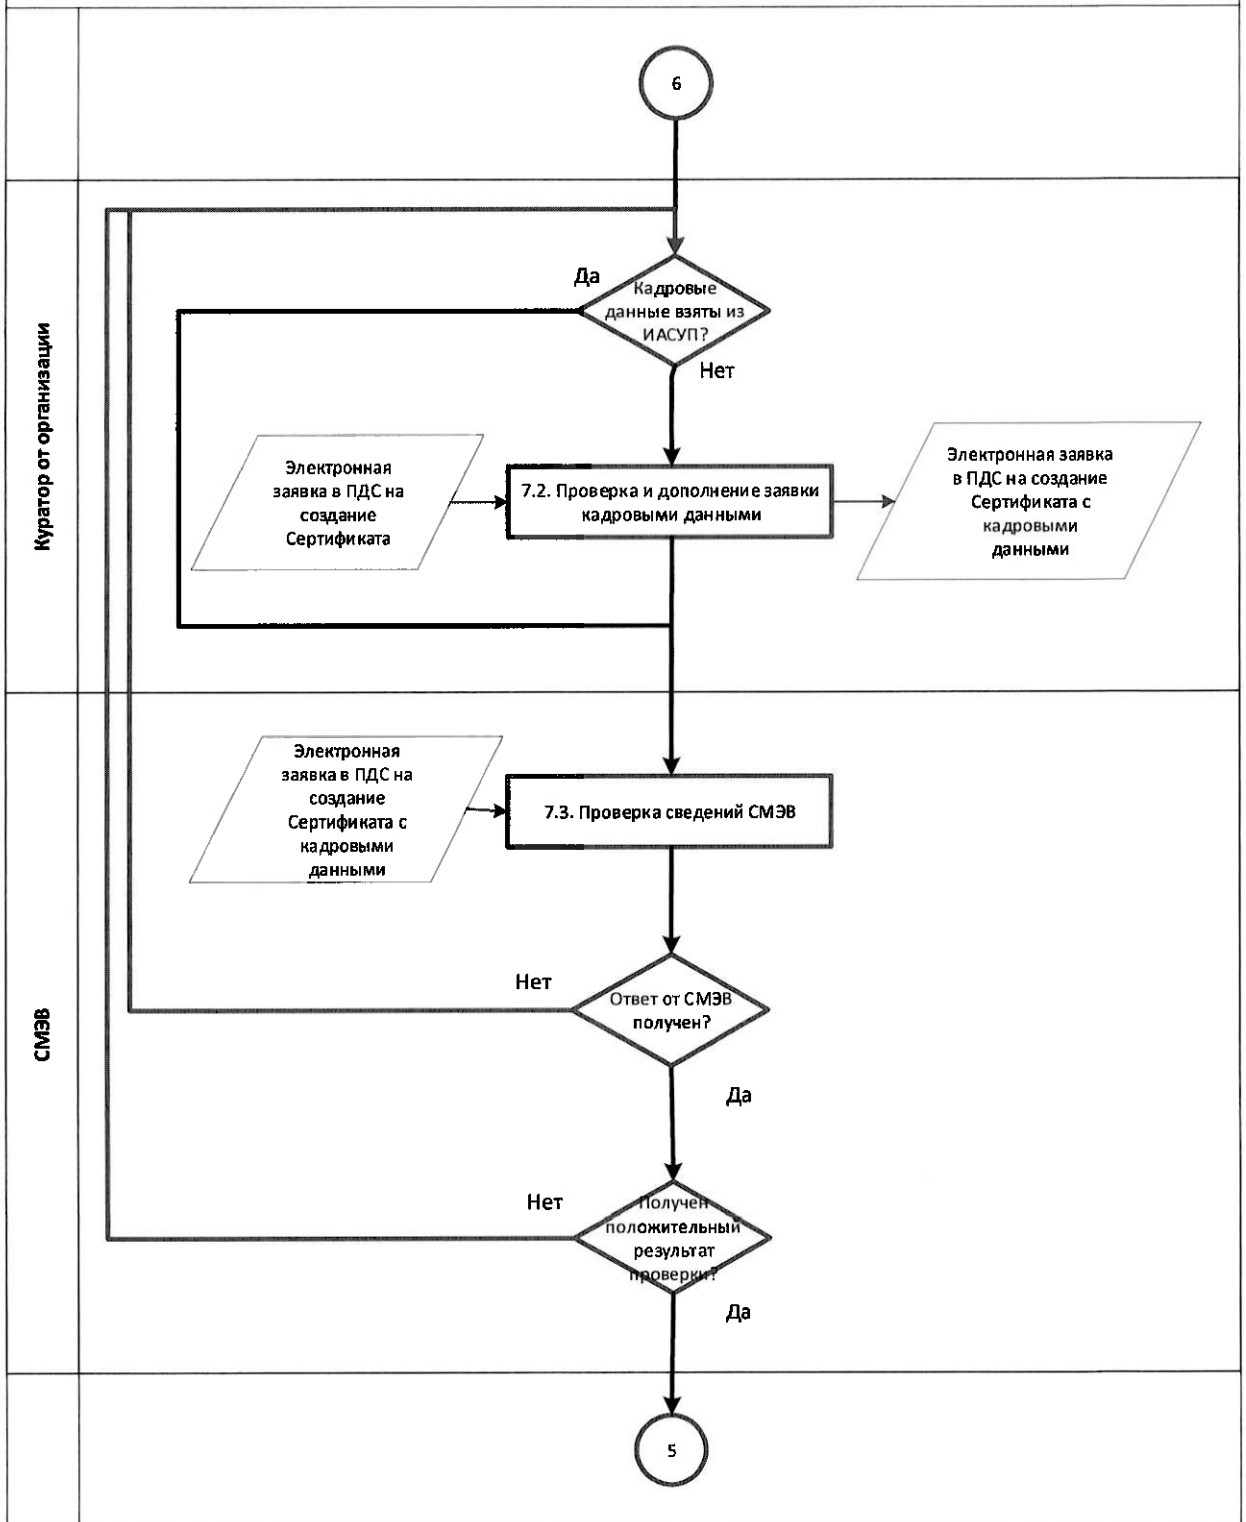 6
Куратор от организации
Да
Кадровые
данные взяты из
ИАСУП?
Нет
Электронная
заявка в ПДС на
создание
Сертификата
7.2. Проверка и дополнение заявки
кадровыми данными
Электронная заявка
в ПДС на создание
Сертификата с
кадровыми
данными
СМЭВ
Электронная
заявка в ПДС на
создание
Сертификата с
кадровыми
данными
7.3. Проверка сведений СМЭВ
Нет
Ответ от СМЭВ
получен?
Да
Нет
Получен
положительный
результат
проверки?
Да
5